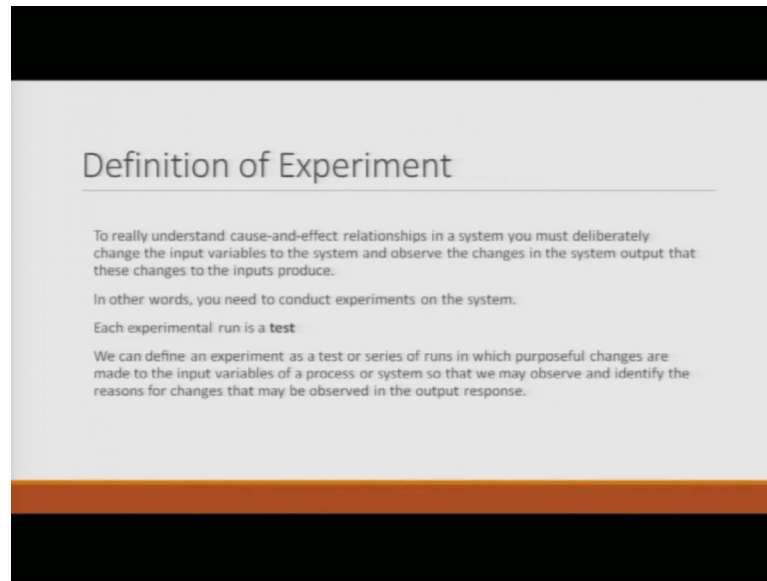 Definition of Experiment
To really understand cause-and-effect relationships in a system you must deliberately
change the input variables to the system and observe the changes in the system output that
these changes to the inputs produce.
In other words, you need to conduct experiments on the system.
Each experimental run is a test
We can define an experiment as a test or series of runs in which purposeful changes are
made to the input variables of a process or system so that we may observe and identify the
reasons for changes that may be observed in the output response.